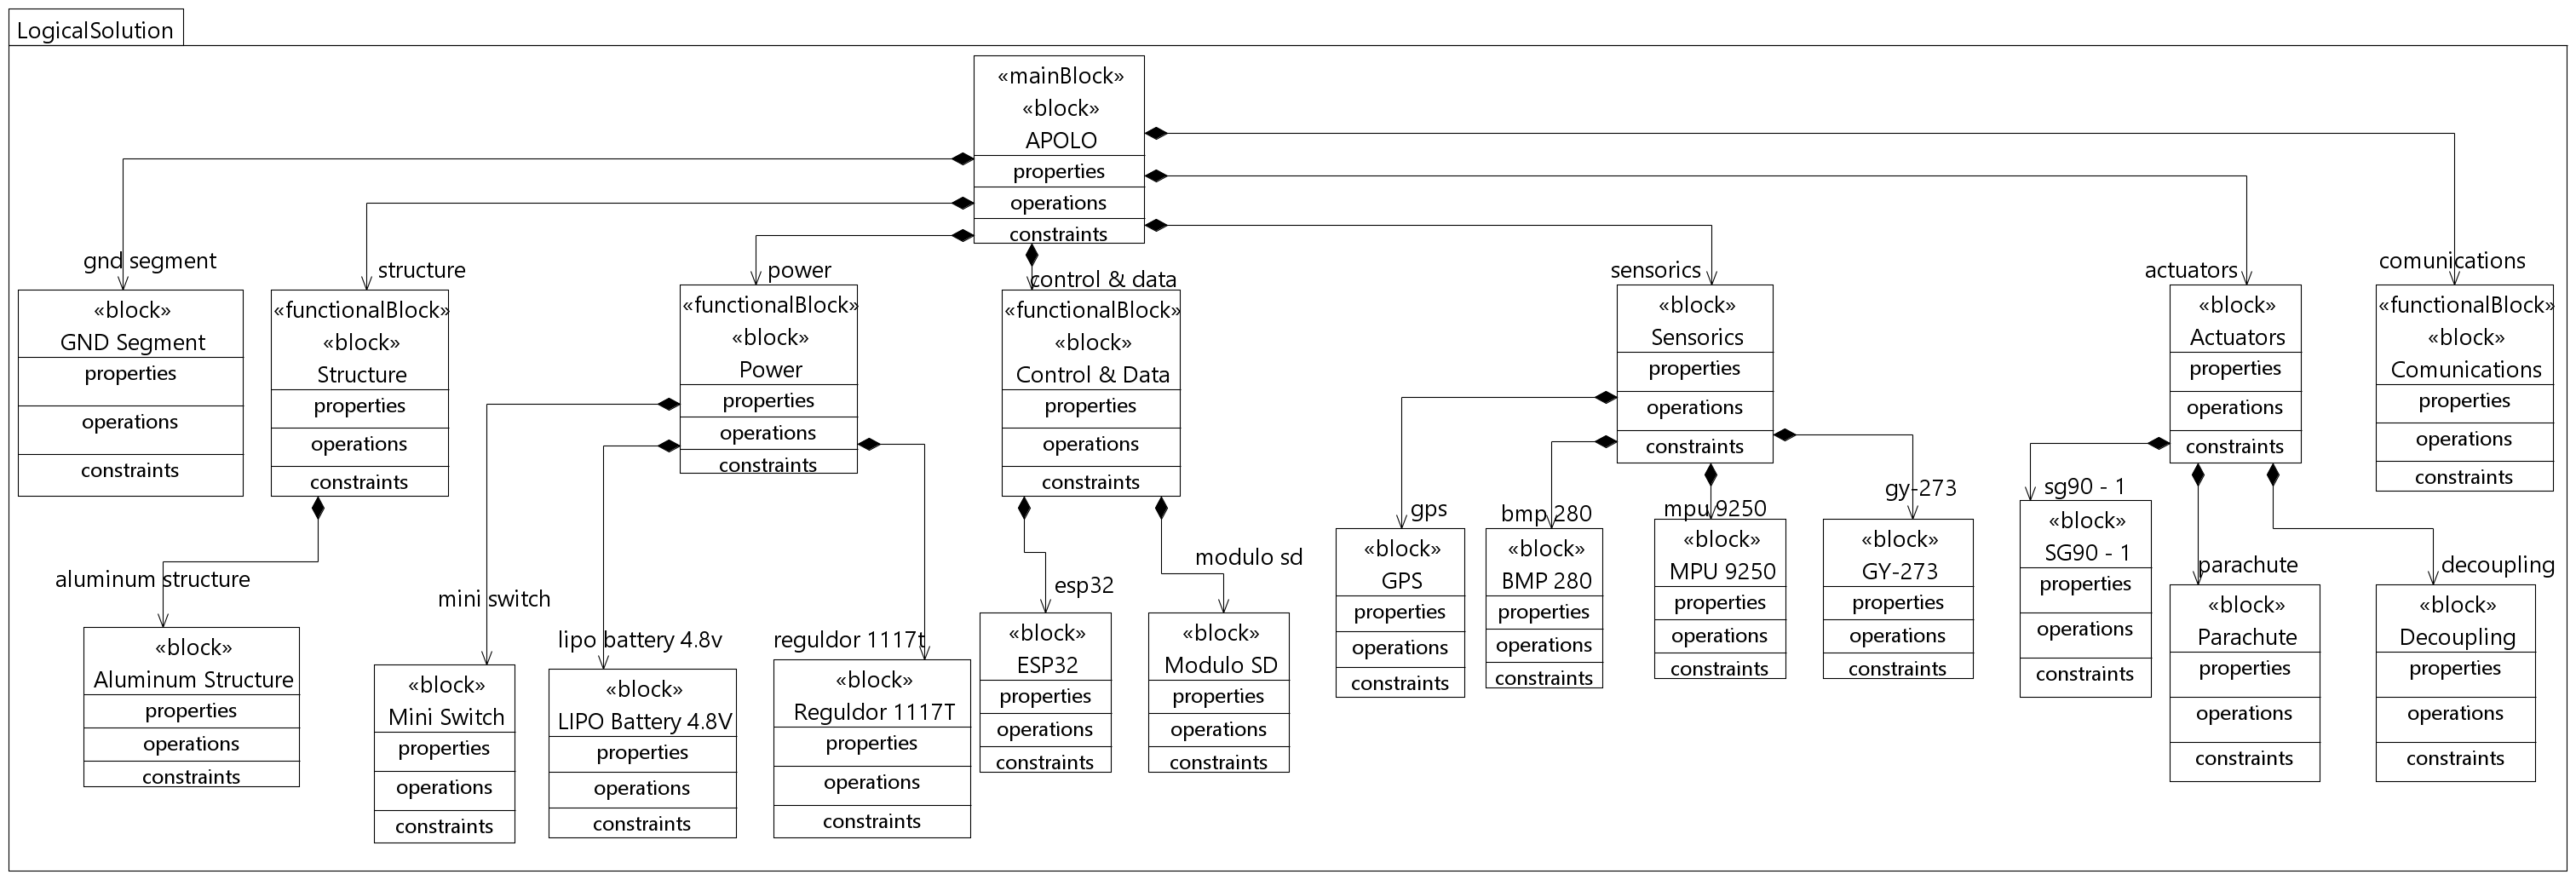 LogicalSolution
«mainBlock»
«block»
APOLO
properties
operations
constraints
gnd segment
«block»
GND Segment
properties
operations
constraints
structure
«functionalBlock»
«block»
Structure
properties
operations
constraints
power
«functionalBlock»
«block»
Power
properties
operations
constraints
control & data
«functionalBlock»
«block»
Control & Data
properties
operations
constraints
sensorics
«block»
Sensorics
properties
operations
constraints
actuators
«block»
Actuators
properties
operations
constraints
comunications
«functionalBlock»
«block»
Comunications
properties
operations
constraints
aluminum structure
«block»
Aluminum Structure
properties
operations
constraints
mini switch
«block»
Mini Switch
properties
operations
constraints
lipo battery 4.8v
«block»
LIPO Battery 4.8V
properties
operations
constraints
reguldor 1117t
«block»
Reguldor 1117T
properties
operations
constraints
esp32
«block»
ESP32
properties
operations
constraints
modulo sd
«block»
Modulo SD
properties
operations
constraints
gps
«block»
GPS
properties
operations
constraints
bmp 280
«block»
BMP 280
properties
operations
constraints
mpu 9250
«block»
MPU 9250
properties
operations
constraints
gy-273
«block»
GY-273
properties
operations
constraints
sg90 - 1
«block»
SG90 - 1
properties
operations
constraints
parachute
«block»
Parachute
properties
operations
constraints
decoupling
«block»
Decoupling
properties
operations
constraints